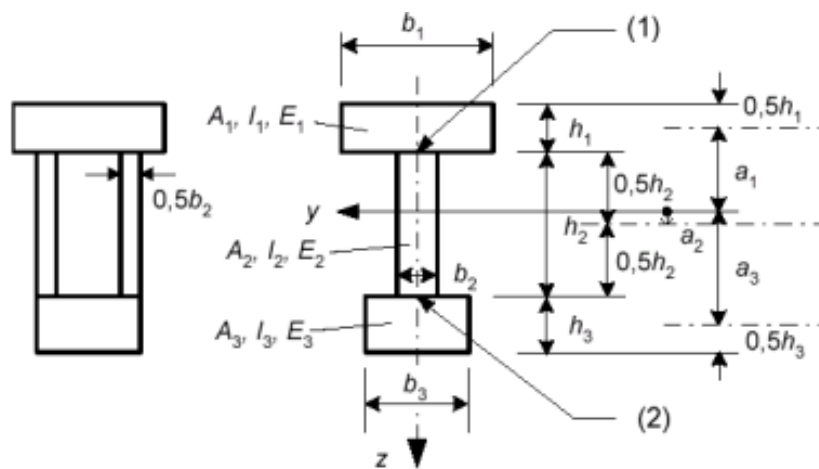 b1
(1)
0,5h1
A1, I1, E1
h1
a1
0,5b2
0,5h2
y
h2
a2
A2, I2, E2
b2
0,5h2
a3
A3, I3, E3
h3
0,5h3
b3
(2)
z